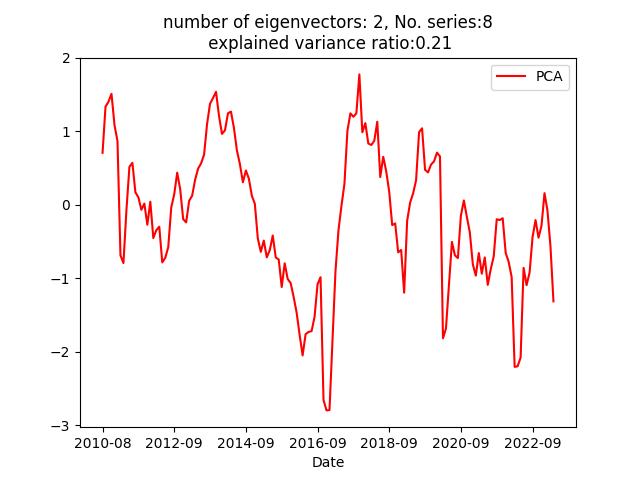 number of eigenvectors: 2, No. series:8
explained variance ratio:0.21
PCA
2
1
0
−1
−2
−3
2010-08 2012-09 2014-09 2016-09 2018-09 2020-09 2022-09
Date